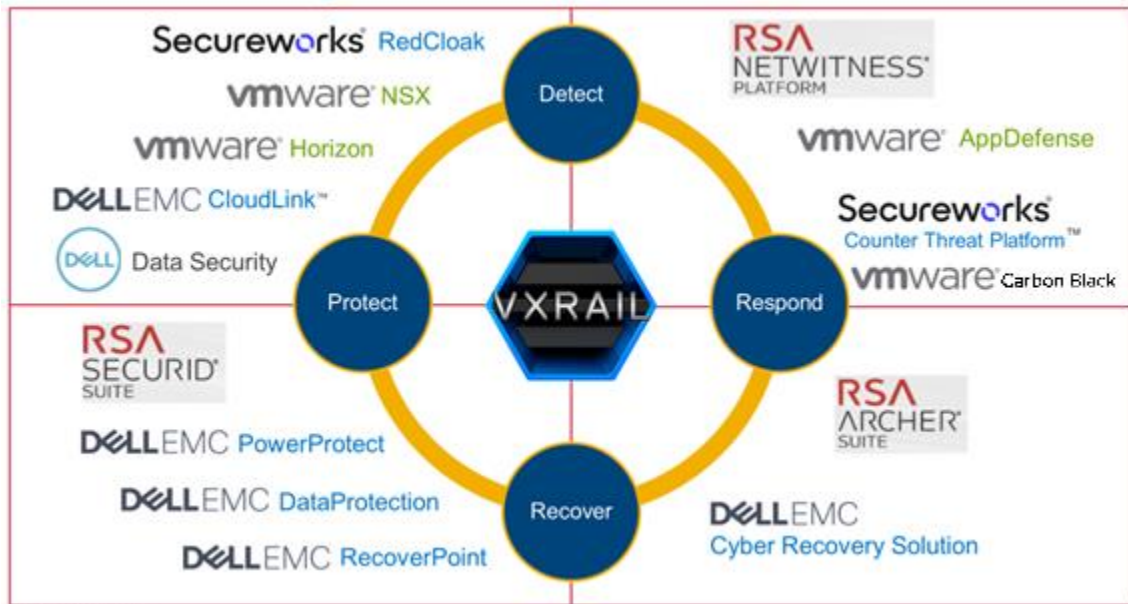 Secureworks® RedCloak
vmware® NSX
vmware® Horizon
DELLEMC CloudLink™
DELL Data Security
Detect
RSA
NETWITNESS®
PLATFORM
vmware® AppDefense
Secureworks®
Counter Threat Platform™
vmware® Carbon Black
Protect
VXRAIL
Respond
RSA
SECURID®
SUITE
DELLEMC PowerProtect
DELLEMC DataProtection
DELLEMC RecoverPoint
Recover
RSA
ARCHER®
SUITE
DELLEMC
Cyber Recovery Solution